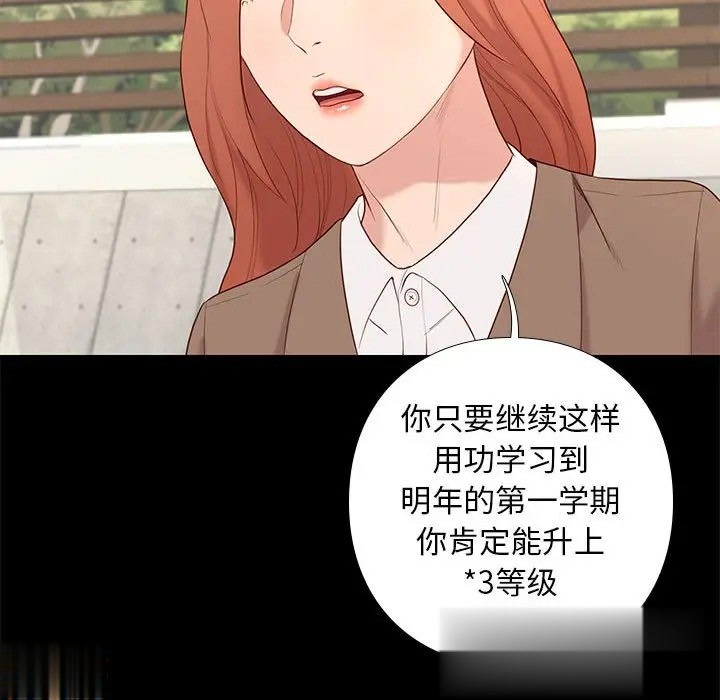 你只要继续这样
用功学习到
明年的第一学期
你肯定能升上
*3等级